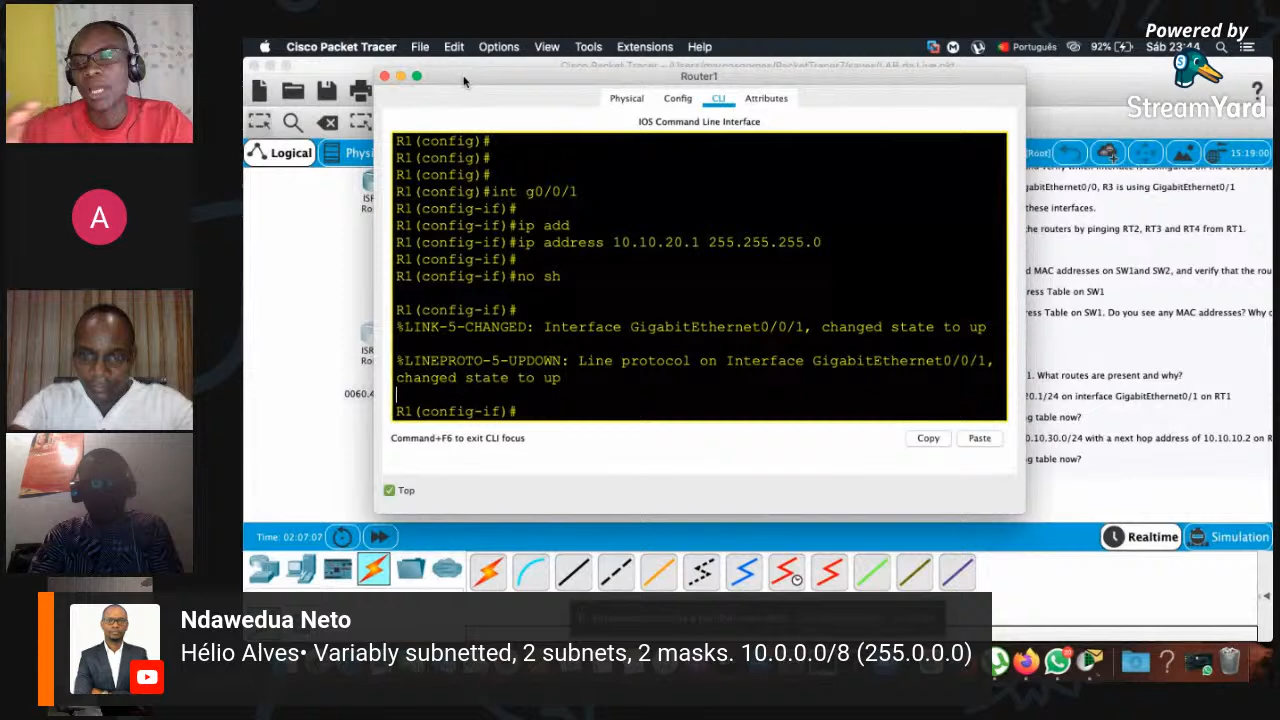 Powered by
StreamYard
Cisco Packet Tracer File Edit Options View Tools Extensions Help
Português 92% Sáb 23:44
Router1
Physical Config CLI Attributes
IOS Command Line Interface
Logical
[Root]
15:19:00
R1(config)#
R1(config)#
R1(config)#
R1(config)#int g0/0/1
R1(config-if)#
R1(config-if)#ip add
R1(config-if)#ip address 10.10.20.1 255.255.255.0
R1(config-if)#
R1(config-if)#no sh
R1(config-if)#
%LINK-5-CHANGED: Interface GigabitEthernet0/0/1, changed state to up
%LINEPROTO-5-UPDOWN: Line protocol on Interface GigabitEthernet0/0/1,
changed state to up
R1(config-if)#
Command+F6 to exit CLI focus
Copy Paste
Top
abitEthernet0/0, R3 is using GigabitEthernet0/1
these interfaces.
the routers by pinging RT2, RT3 and RT4 from RT1.
d MAC addresses on SW1and SW2, and verify that the rou
ress Table on SW1
ress Table on SW1. Do you see any MAC addresses? Why
1. What routes are present and why?
20.1/24 on interface GigabitEthernet0/1 on RT1
g table now?
.10.30.0/24 with a next hop address of 10.10.10.2 on R
g table now?
0060.4
A
Time: 02:07:07
Realtime Simulation
Ndawedua Neto
Hélio Alves• Variably subnetted, 2 subnets, 2 masks. 10.0.0.0/8 (255.0.0.0)